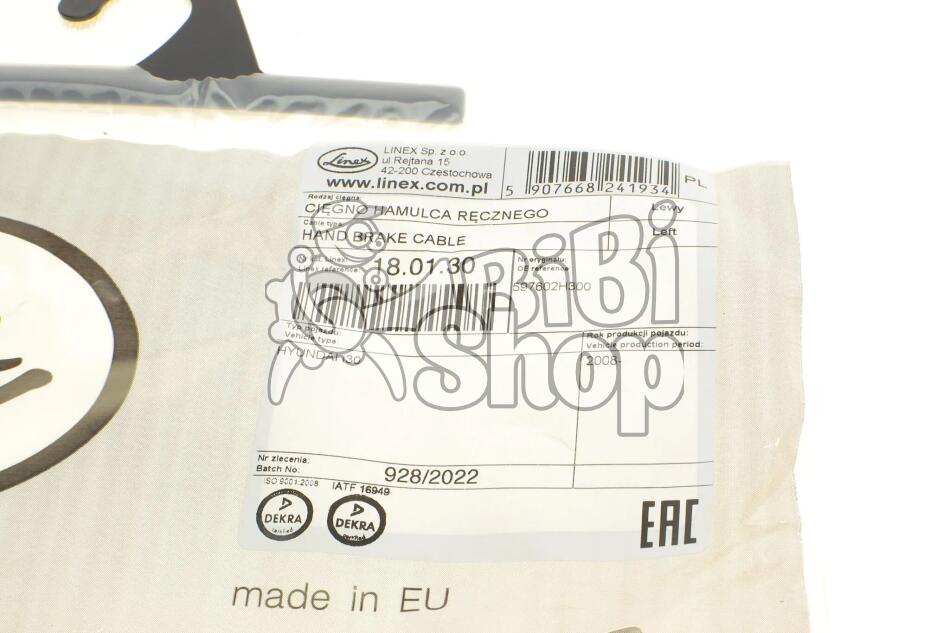 Linex
LINEX Sp. z o.o.
ul.Rejtana 15
42-200 Częstochowa
www.linex.com.pl
5 907668 241934
PL
Rodzaj cięgna:
CIĘGNO HAMULCA RĘCZNEGO
Lewy
Cable type:
HAND BRAKE CABLE
Left
Linex reference:
18.01.30
Nr oryginału:
OE reference
597602H300
BiBi
Shop
Typ pojazdu:
Vehicle type:
HYUNDAI I30
Rok produkcji pojazdu:
Vehicle production period:
2008-
Nr zlecenia:
Batch No:
928/2022
ISO 9001:2008
IATF 16949
DEKRA
certified
DEKRA
certified
EAC
made in EU